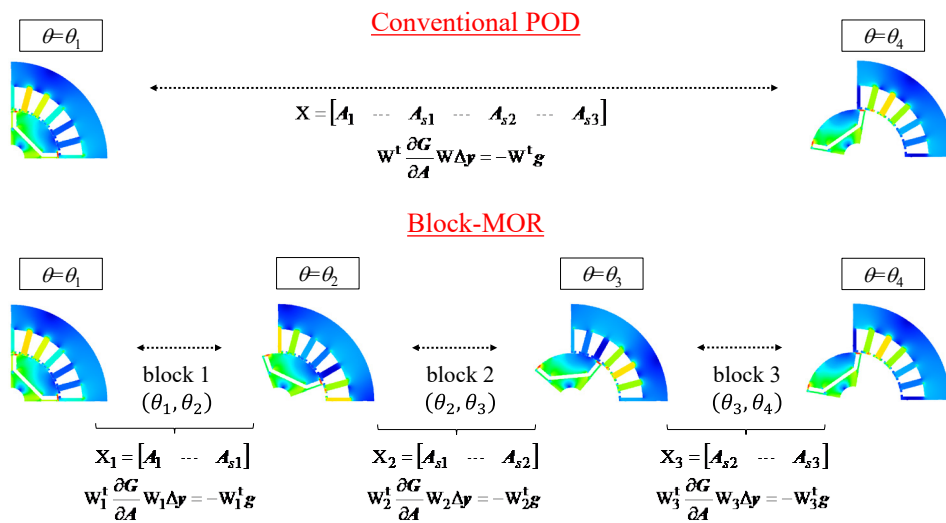 Conventional POD
θ=θ₁
θ=θ₄
X = [A₁ ··· Aₛ₁ ··· Aₛ₂ ··· Aₛ₃]
Wᵗ ∂G/∂A WΔy = −Wᵗg
Block-MOR
θ=θ₁
θ=θ₂
θ=θ₃
θ=θ₄
block 1
(θ₁, θ₂)
block 2
(θ₂, θ₃)
block 3
(θ₃, θ₄)
X₁ = [A₁ ··· Aₛ₁]
W₁ᵗ ∂G/∂A W₁Δy = −W₁ᵗg
X₂ = [Aₛ₁ ··· Aₛ₂]
W₂ᵗ ∂G/∂A W₂Δy = −W₂ᵗg
X₃ = [Aₛ₂ ··· Aₛ₃]
W₃ᵗ ∂G/∂A W₃Δy = −W₃ᵗg